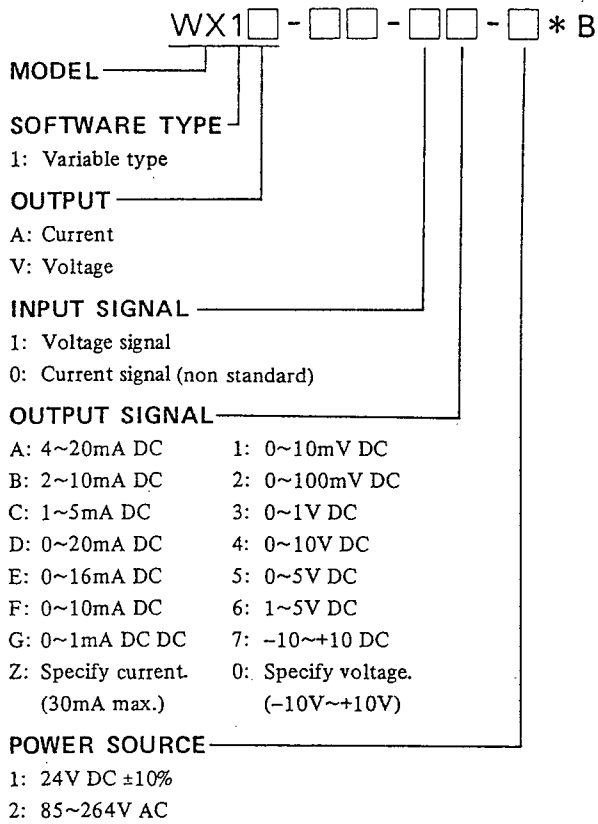 WX1□-□□-□□-□*B
MODEL
SOFTWARE TYPE
1: Variable type
OUTPUT
A: Current
V: Voltage
INPUT SIGNAL
1: Voltage signal
0: Current signal (non standard)
OUTPUT SIGNAL
A: 4~20mA DC 1: 0~10mV DC
B: 2~10mA DC 2: 0~100mV DC
C: 1~5mA DC 3: 0~1V DC
D: 0~20mA DC 4: 0~10V DC
E: 0~16mA DC 5: 0~5V DC
F: 0~10mA DC 6: 1~5V DC
G: 0~1mA DC DC 7: –10~+10 DC
Z: Specify current. 0: Specify voltage.
(30mA max.) (–10V~+10V)
POWER SOURCE
1: 24V DC ±10%
2: 85~264V AC